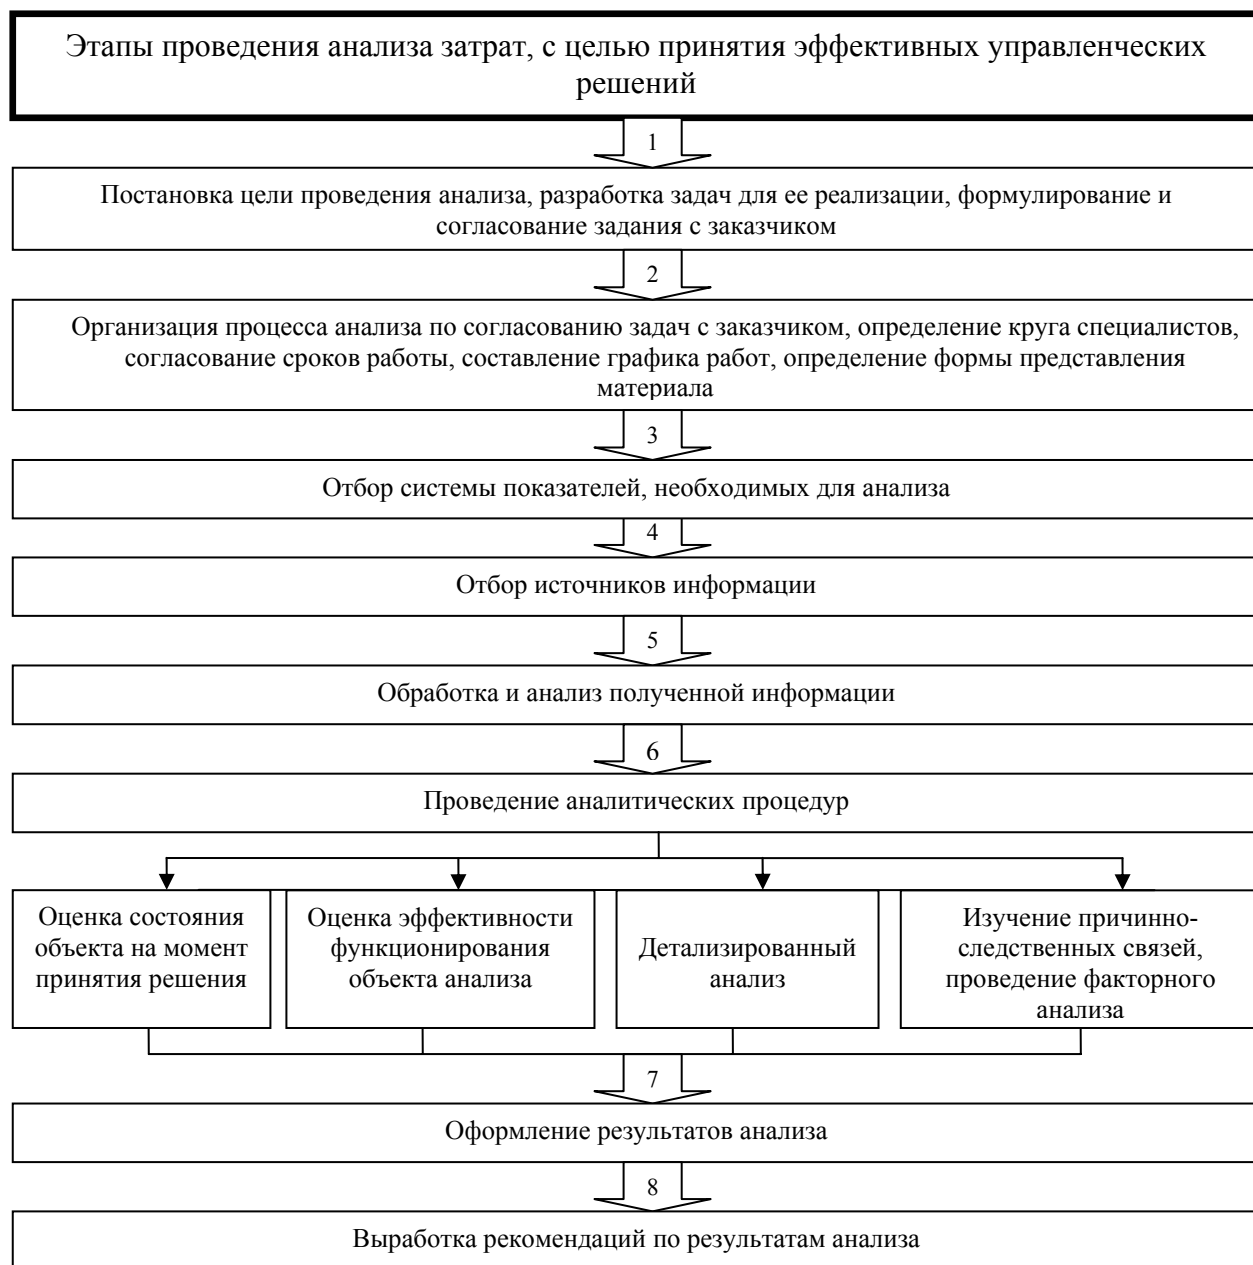 Этапы проведения анализа затрат, с целью принятия эффективных управленческих
решений
1
Постановка цели проведения анализа, разработка задач для ее реализации, формулирование и
согласование задания с заказчиком
2
Организация процесса анализа по согласованию задач с заказчиком, определение круга специалистов,
согласование сроков работы, составление графика работ, определение формы представления
материала
3
Отбор системы показателей, необходимых для анализа
4
Отбор источников информации
5
Обработка и анализ полученной информации
6
Проведение аналитических процедур
Оценка состояния
объекта на момент
принятия решения
Оценка эффективности
функционирования
объекта анализа
Детализированный
анализ
Изучение причинно-
следственных связей,
проведение факторного
анализа
7
Оформление результатов анализа
8
Выработка рекомендаций по результатам анализа